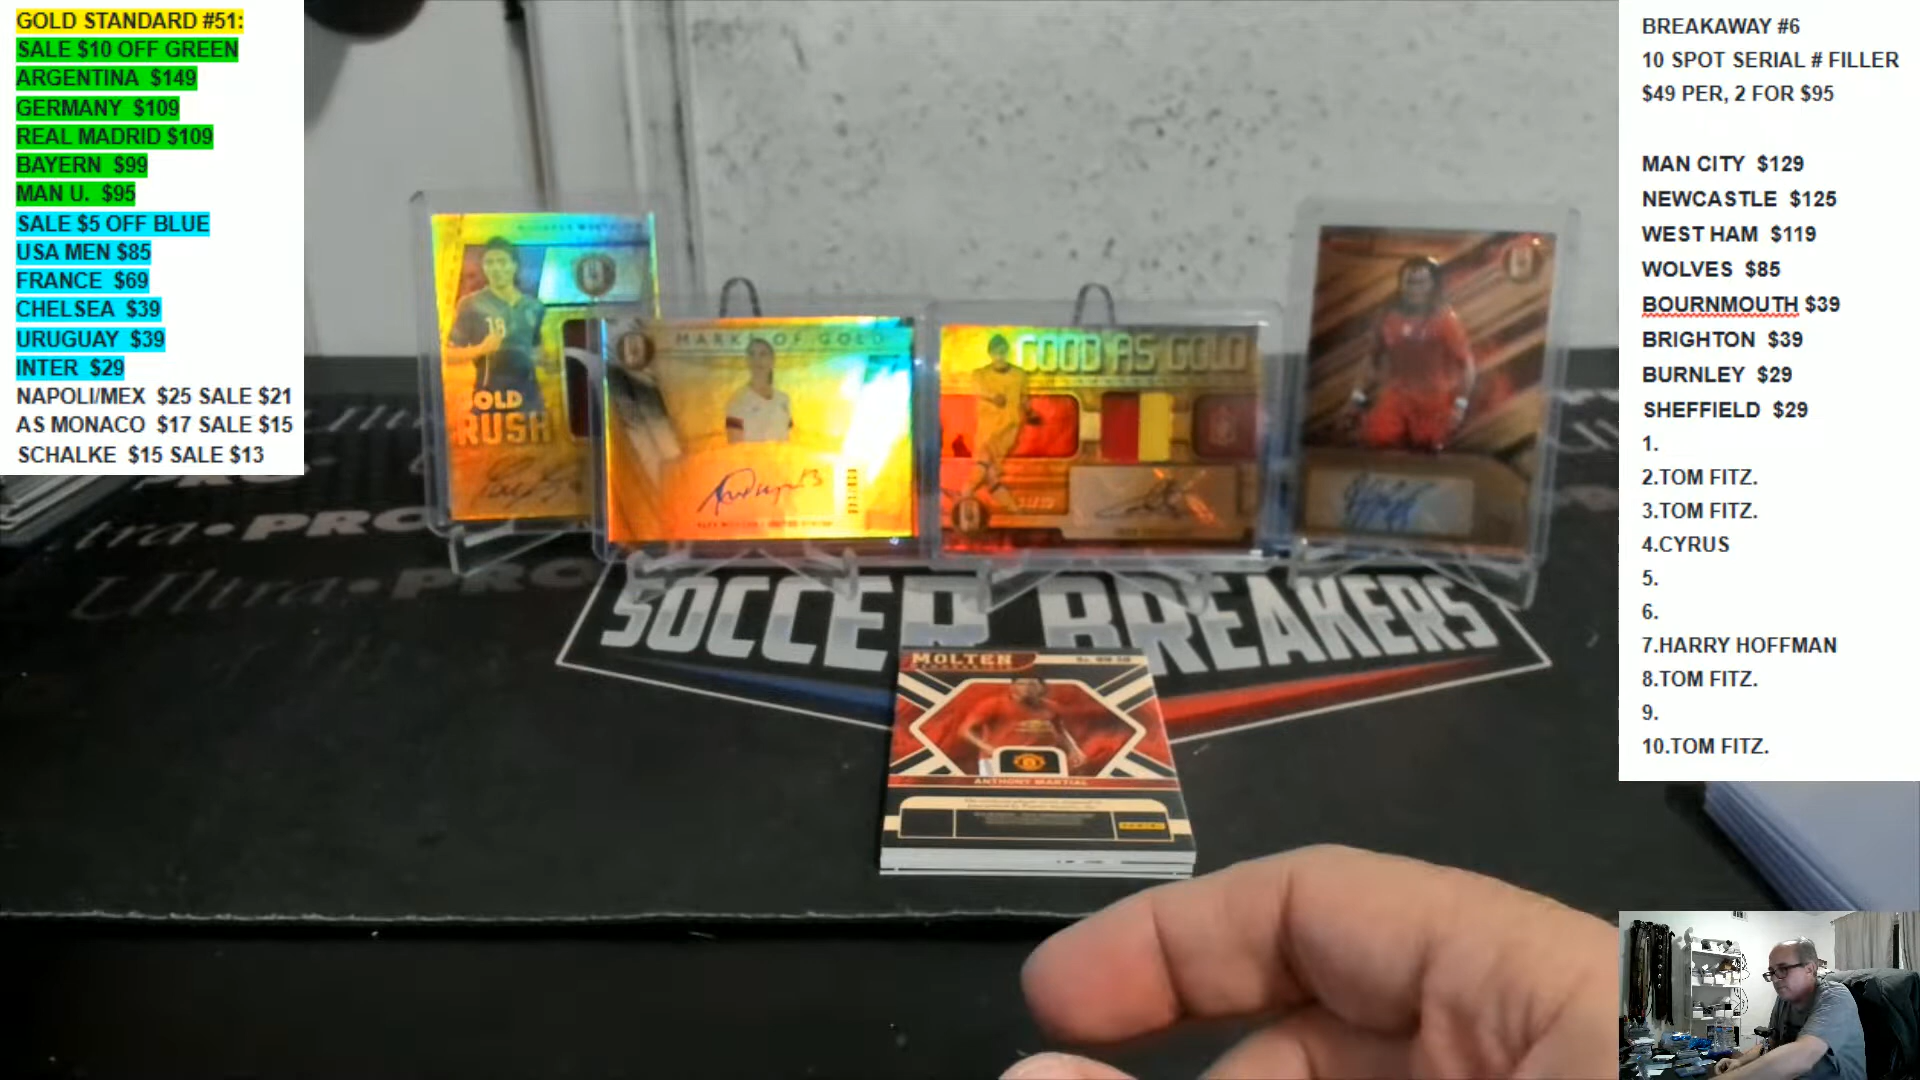 GOLD STANDARD #51:
SALE $10 OFF GREEN
ARGENTINA $149
GERMANY $109
REAL MADRID $109
BAYERN $99
MAN U. $95
SALE $5 OFF BLUE
USA MEN $85
FRANCE $69
CHELSEA $39
URUGUAY $39
INTER $29
NAPOLI/MEX $25 SALE $21
AS MONACO $17 SALE $15
SCHALKE $15 SALE $13
BREAKAWAY #6
10 SPOT SERIAL # FILLER
$49 PER, 2 FOR $95
MAN CITY $129
NEWCASTLE $125
WEST HAM $119
WOLVES $85
BOURNMOUTH $39
BRIGHTON $39
BURNLEY $29
SHEFFIELD $29
1.
2.TOM FITZ.
3.TOM FITZ.
4.CYRUS
5.
6.
7.HARRY HOFFMAN
8.TOM FITZ.
9.
10.TOM FITZ.
18
GOLD
RUSH
MARKS OF GOLD
GOOD AS GOLD
Ultra•PRO
SOCCER BREAKERS
MOLTEN
ANTHONY MARTIAL